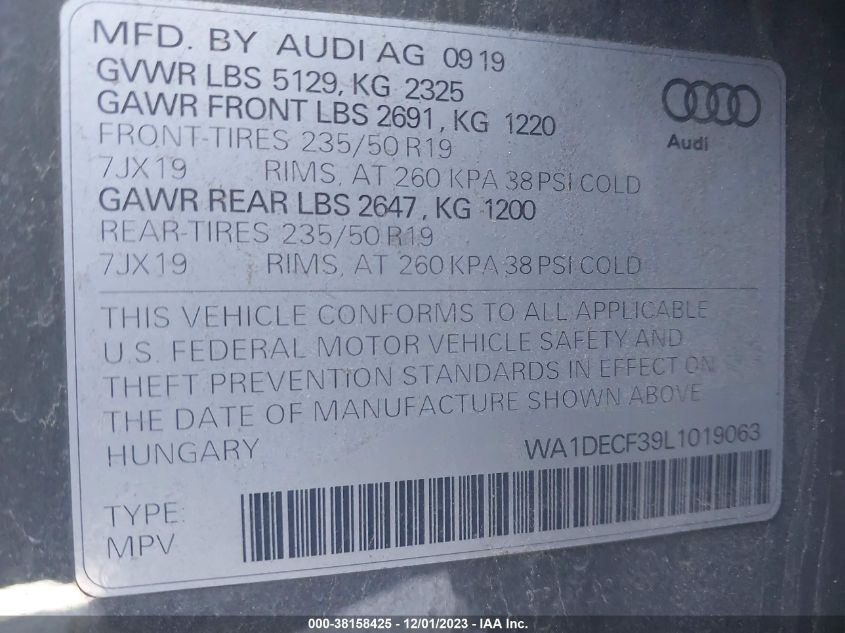 MFD. BY AUDI AG 09 19
GVWR LBS 5129, KG 2325
GAWR FRONT LBS 2691, KG 1220
FRONT-TIRES 235/50 R19
7JX19 RIMS, AT 260 KPA 38 PSI COLD
GAWR REAR LBS 2647, KG 1200
REAR-TIRES 235/50 R19
7JX19 RIMS, AT 260 KPA 38 PSI COLD
Audi
THIS VEHICLE CONFORMS TO ALL APPLICABLE
U.S. FEDERAL MOTOR VEHICLE SAFETY AND
THEFT PREVENTION STANDARDS IN EFFECT ON
THE DATE OF MANUFACTURE SHOWN ABOVE
HUNGARY WA1DECF39L1019063
TYPE:
MPV
000-38158425 - 12/01/2023 - IAA Inc.